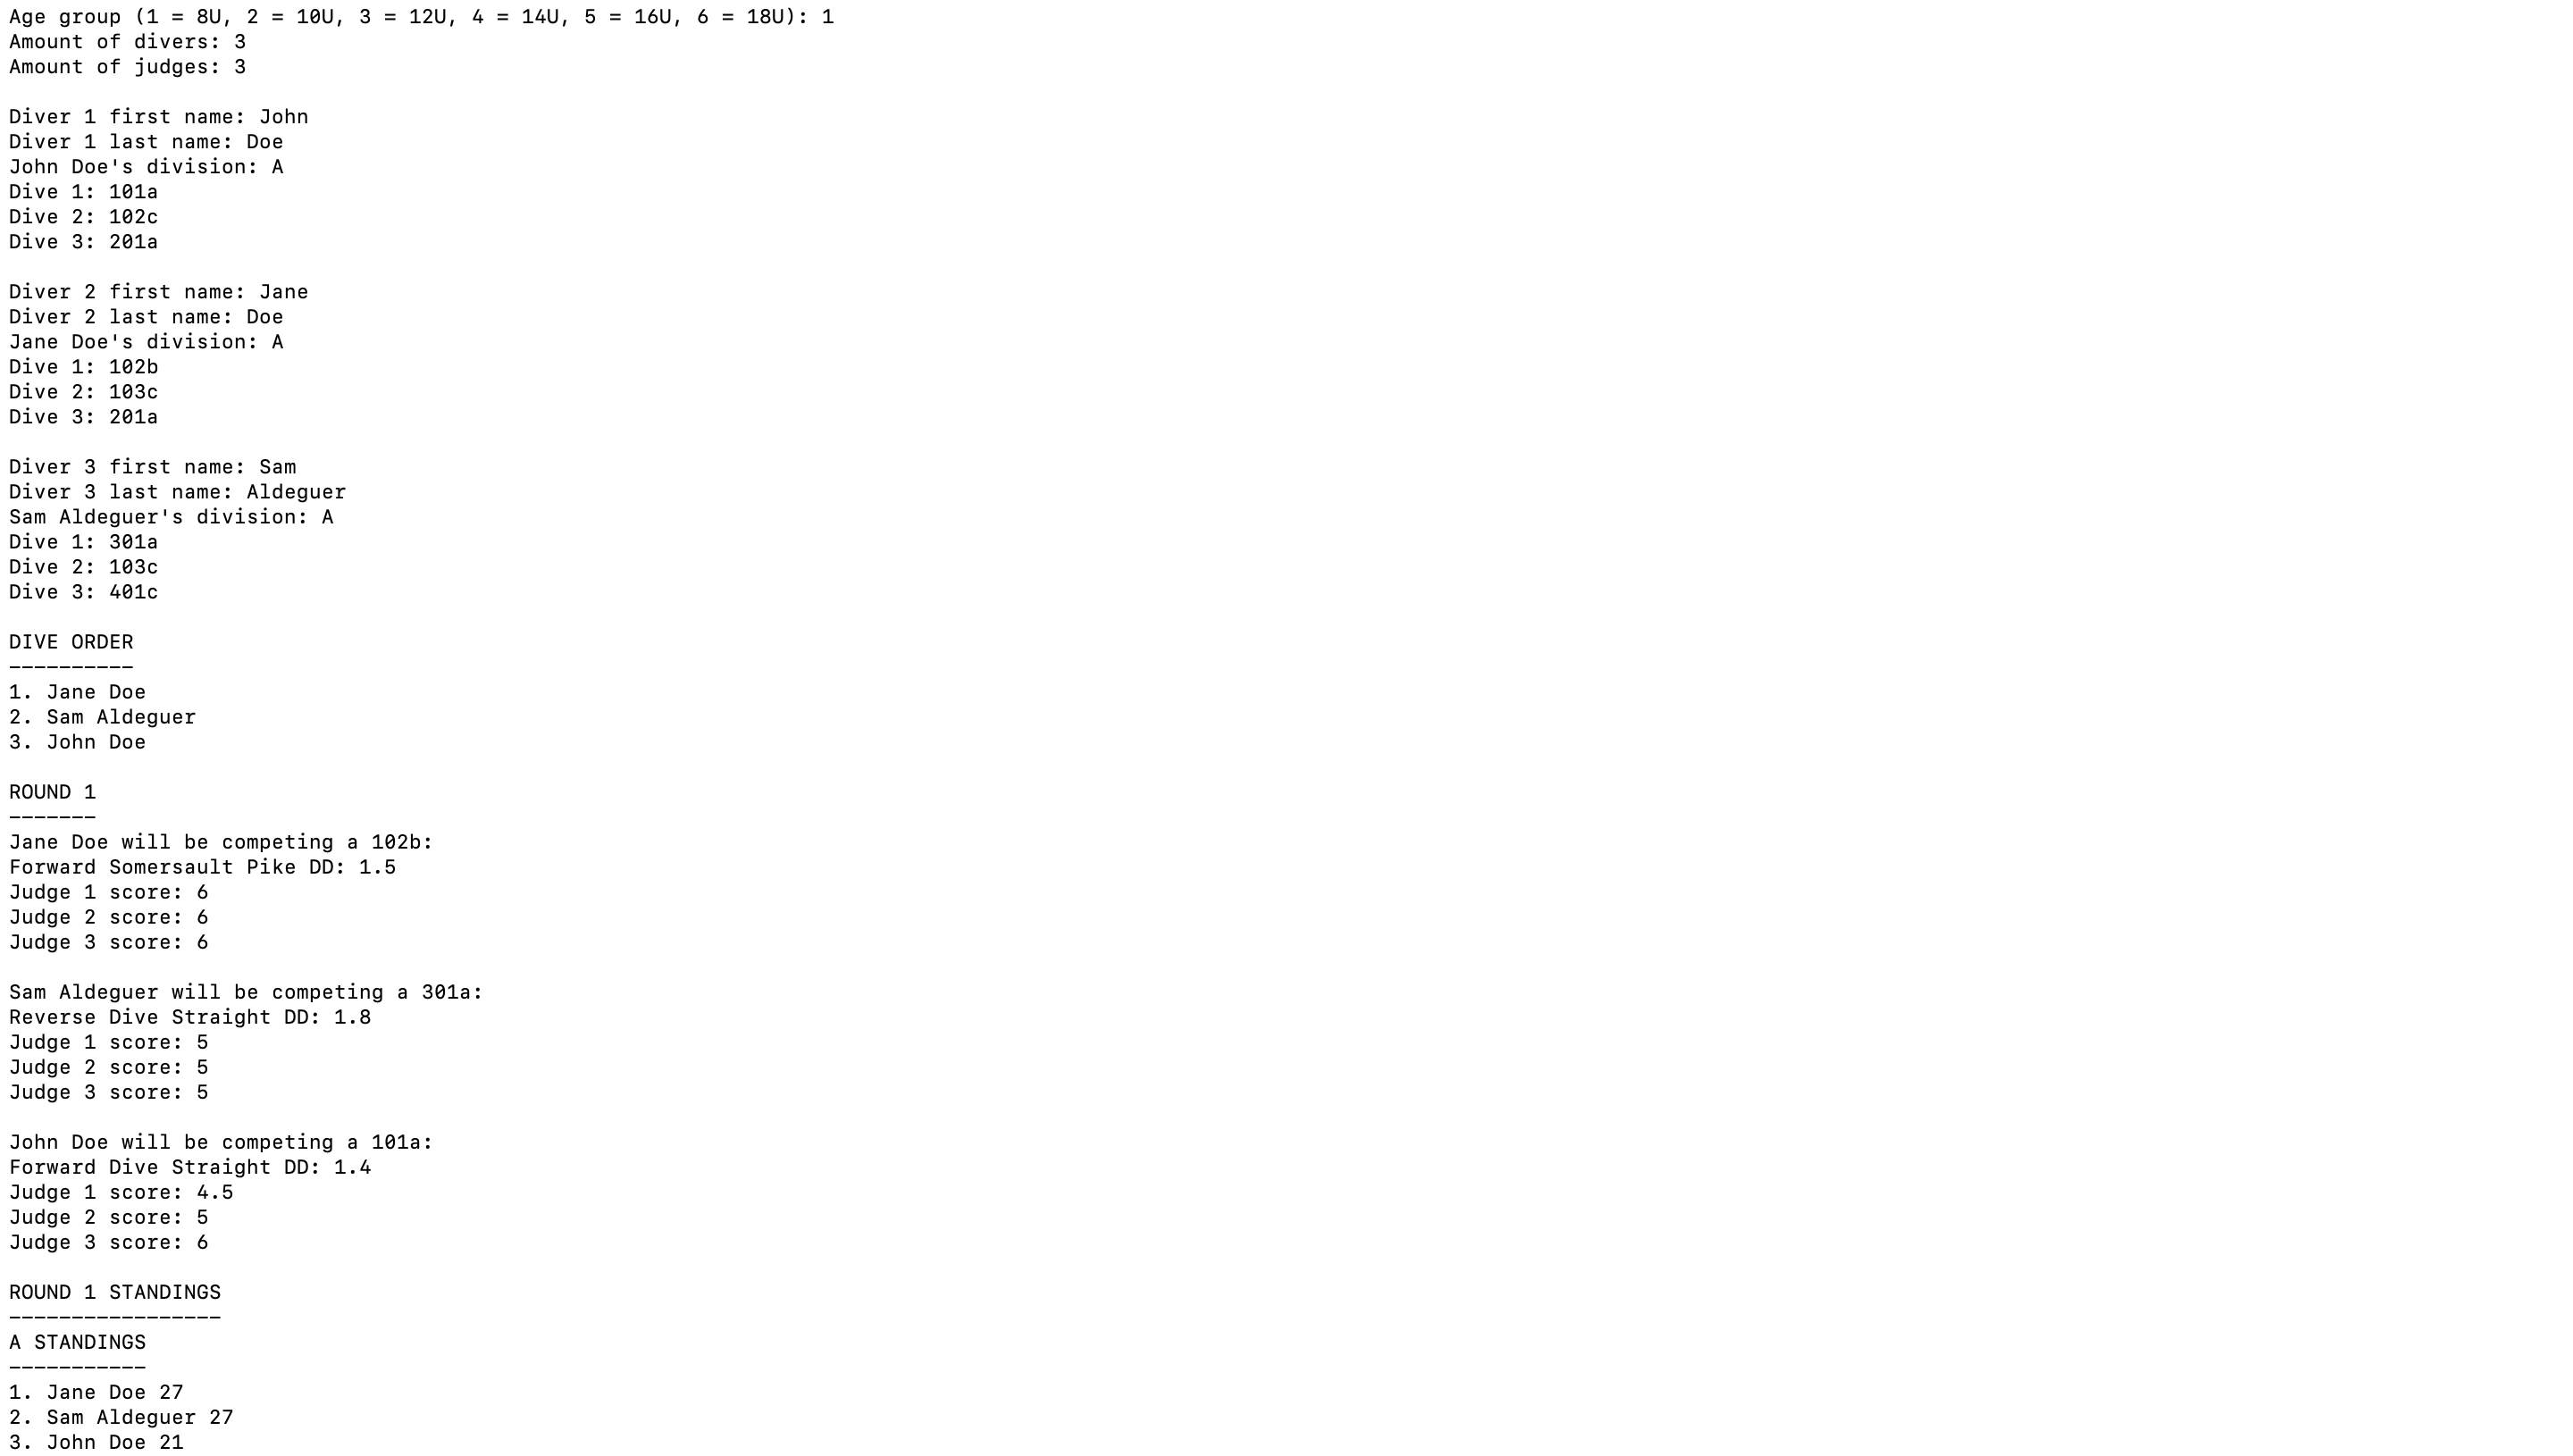 Age group (1 = 8U, 2 = 10U, 3 = 12U, 4 = 14U, 5 = 16U, 6 = 18U): 1
Amount of divers: 3
Amount of judges: 3

Diver 1 first name: John
Diver 1 last name: Doe
John Doe's division: A
Dive 1: 101a
Dive 2: 102c
Dive 3: 201a

Diver 2 first name: Jane
Diver 2 last name: Doe
Jane Doe's division: A
Dive 1: 102b
Dive 2: 103c
Dive 3: 201a

Diver 3 first name: Sam
Diver 3 last name: Aldeguer
Sam Aldeguer's division: A
Dive 1: 301a
Dive 2: 103c
Dive 3: 401c

DIVE ORDER
----------
1. Jane Doe
2. Sam Aldeguer
3. John Doe

ROUND 1
-------
Jane Doe will be competing a 102b:
Forward Somersault Pike DD: 1.5
Judge 1 score: 6
Judge 2 score: 6
Judge 3 score: 6

Sam Aldeguer will be competing a 301a:
Reverse Dive Straight DD: 1.8
Judge 1 score: 5
Judge 2 score: 5
Judge 3 score: 5

John Doe will be competing a 101a:
Forward Dive Straight DD: 1.4
Judge 1 score: 4.5
Judge 2 score: 5
Judge 3 score: 6

ROUND 1 STANDINGS
-----------------
A STANDINGS
-----------
1. Jane Doe 27
2. Sam Aldeguer 27
3. John Doe 21